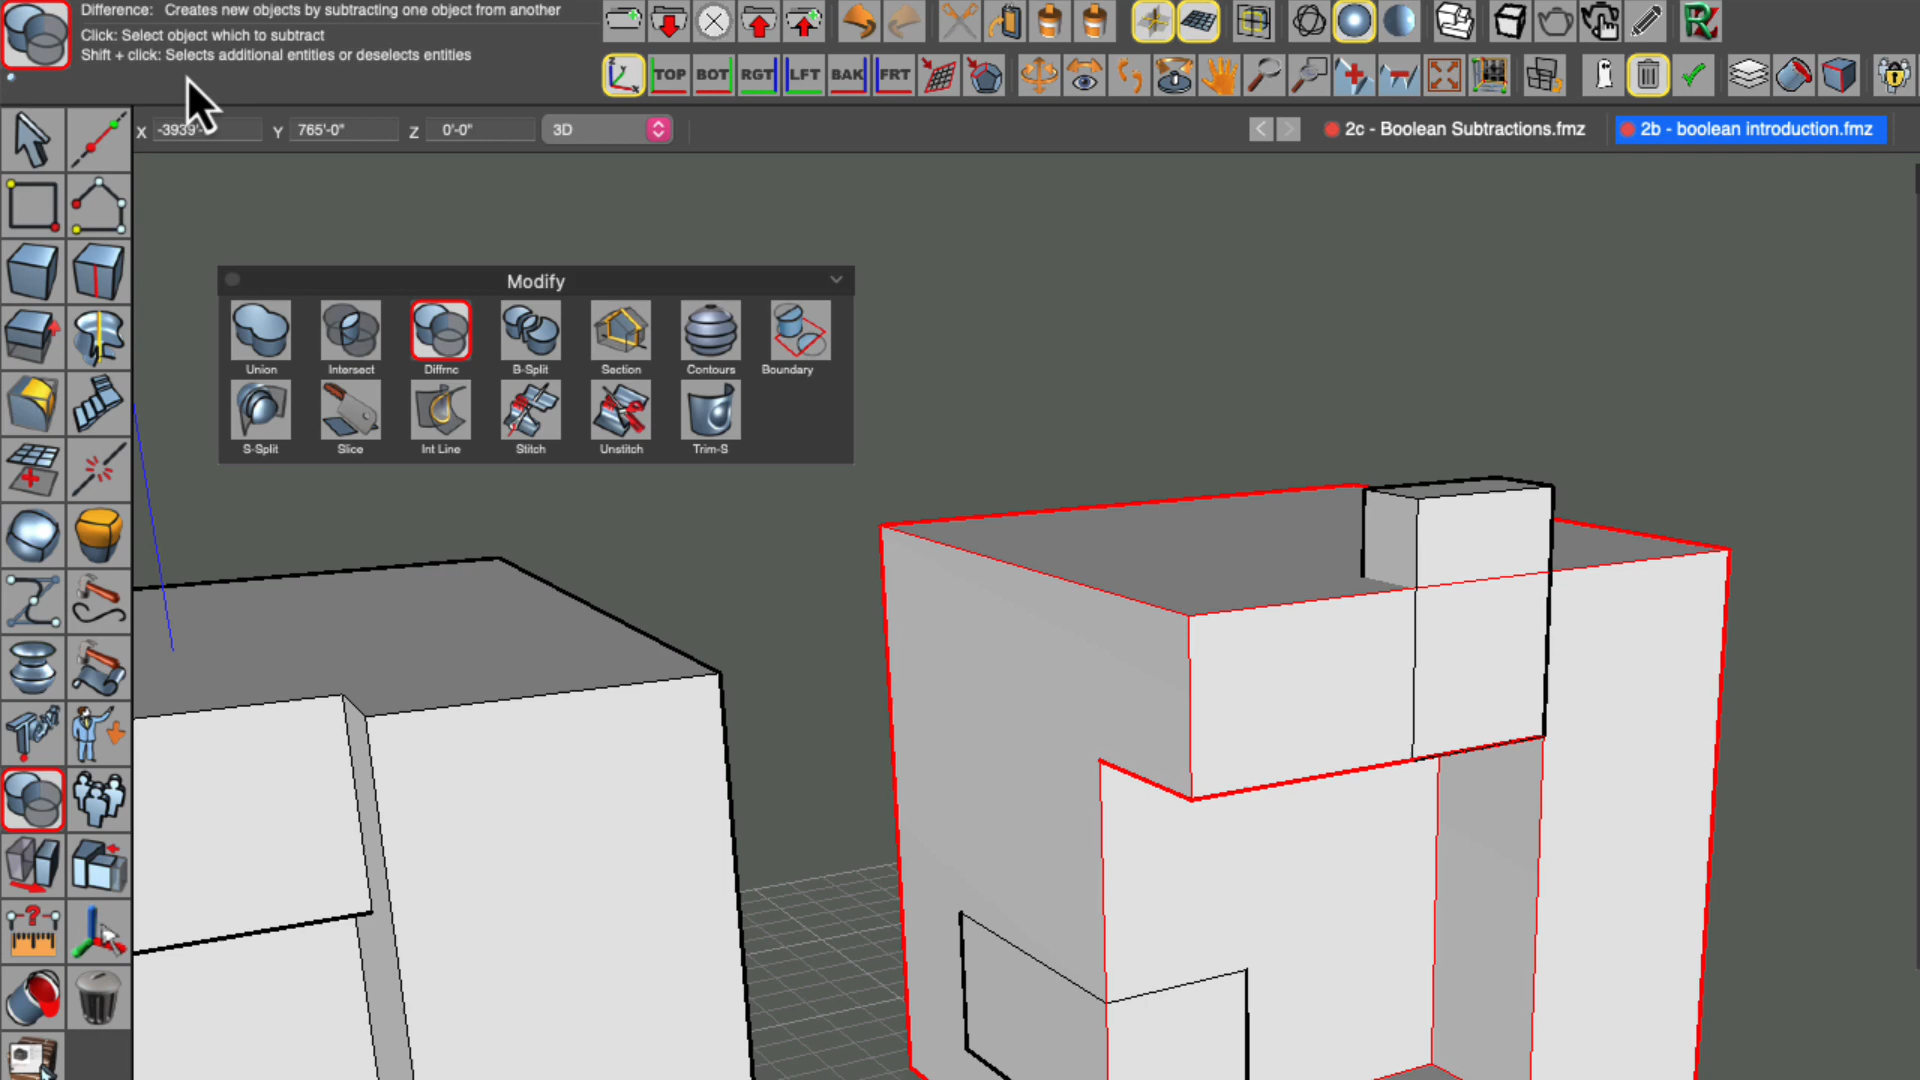 Difference: Creates new objects by subtracting one object from another
Click: Select object which to subtract
Shift + click: Selects additional entities or deselects entities
TOP BOT RGT LFT BAK FRT
X -3939'- Y 765'-0" Z 0'-0" 3D
2c - Boolean Subtractions.fmz
2b - boolean introduction.fmz
Modify
Union Intersect Diffrnc B-Split Section Contours Boundary
S-Split Slice Int Line Stitch Unstitch Trim-S